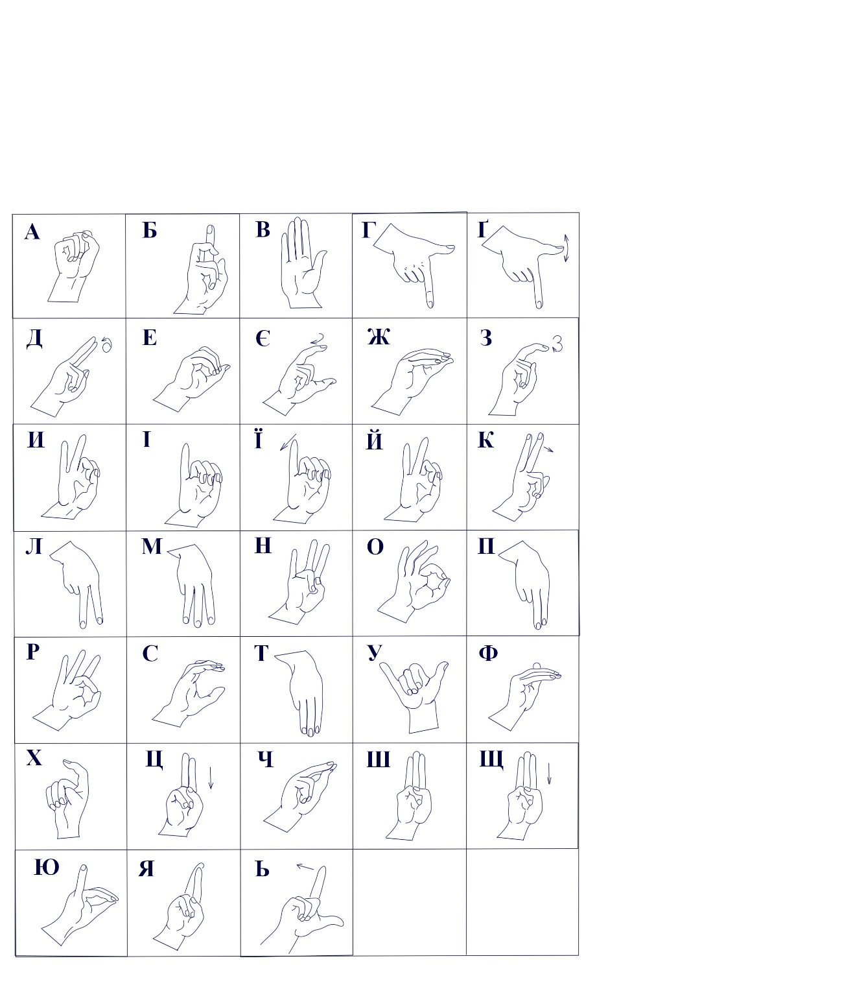 А Б В Г Ґ
Д Е Є Ж З
И І Ї Й К
Л М Н О П
Р С Т У Ф
Х Ц Ч Ш Щ
Ю Я Ь